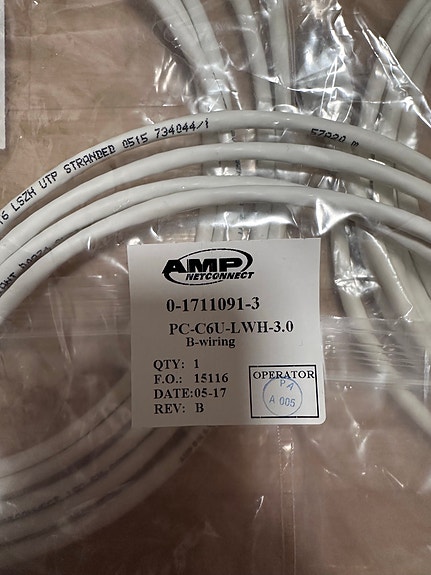 6 LSZH UTP STRANDED 0515 734044/1
AMP
NETCONNECT
0-1711091-3
PC-C6U-LWH-3.0
B-wiring
QTY: 1
F.O.: 15116
DATE:05-17
REV: B
OPERATOR
P A
A 005